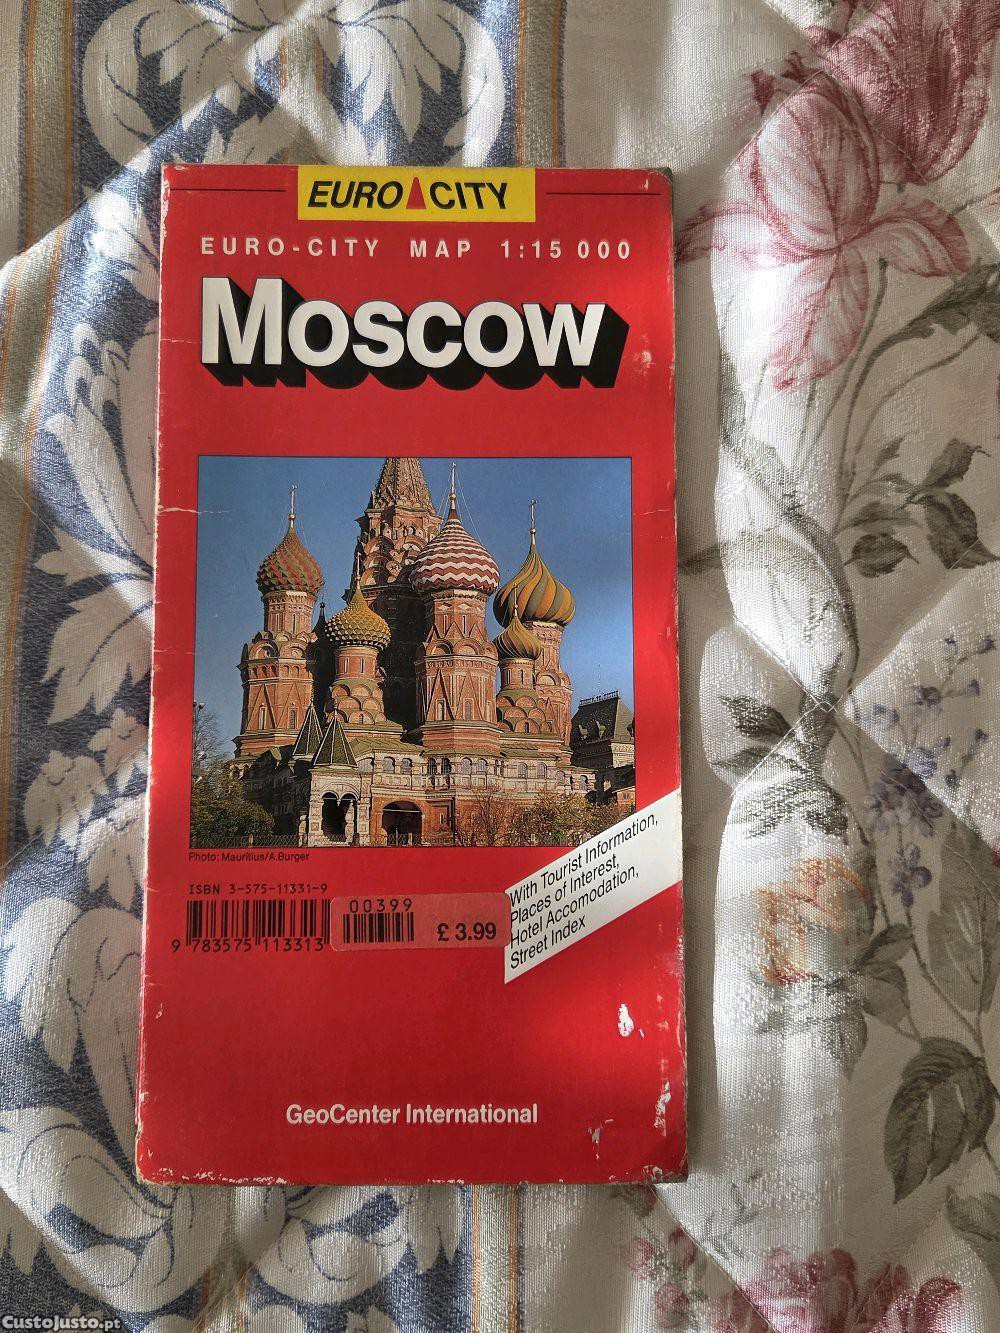 EURO CITY
EURO-CITY MAP 1:15 000
MOSCOW
Photo: Mauritius/A.Burger
With Tourist Information,
Places of Interest,
Hotel Accomodation,
Street Index
ISBN 3-575-11331-9
9 783575 113313
00399
£ 3.99
GeoCenter International
CustoJusto.pt